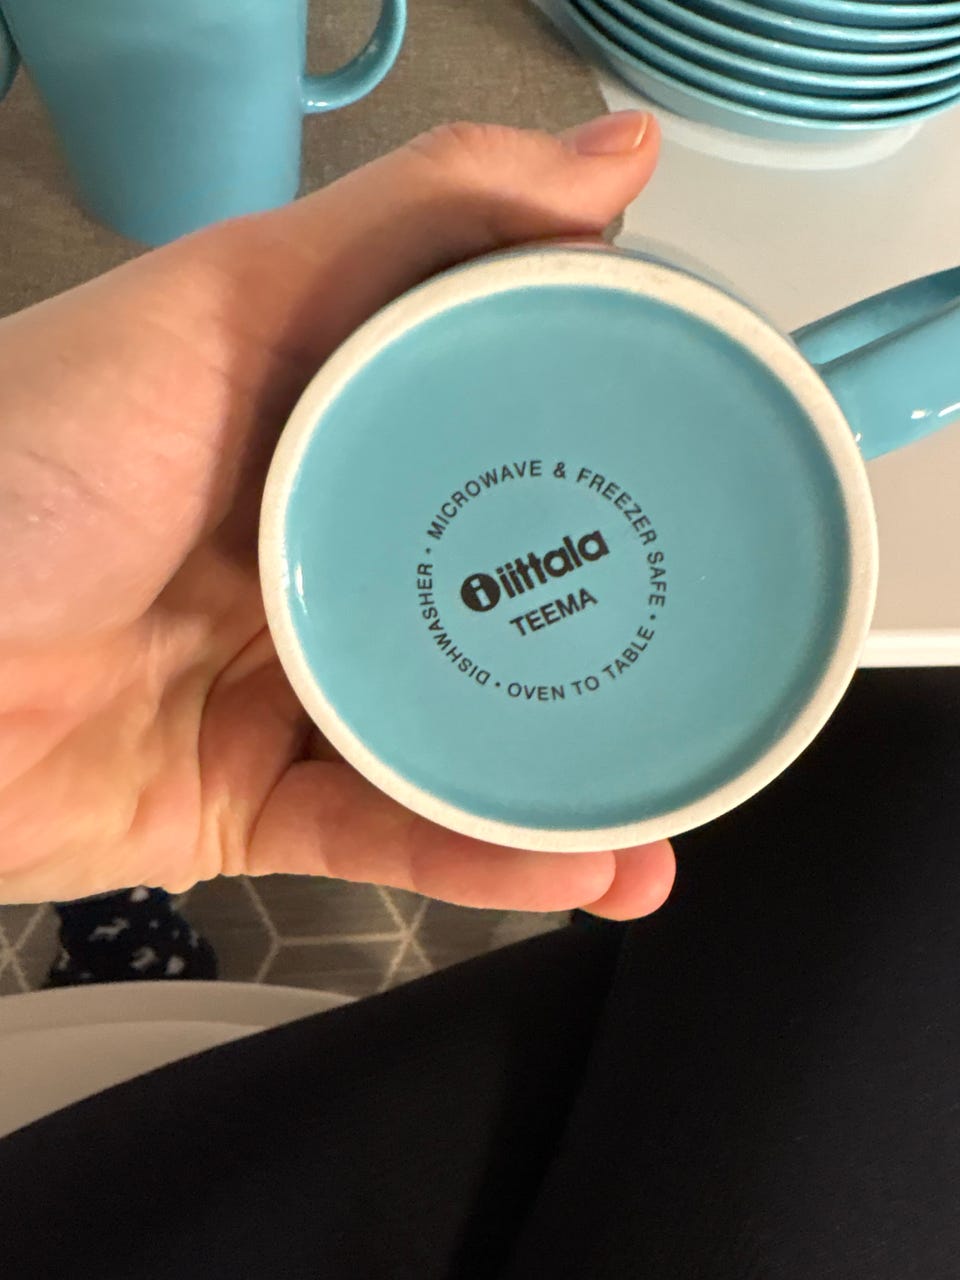 MICROWAVE & FREEZER SAFE • OVEN TO TABLE • DISHWASHER •
i iittala
TEEMA